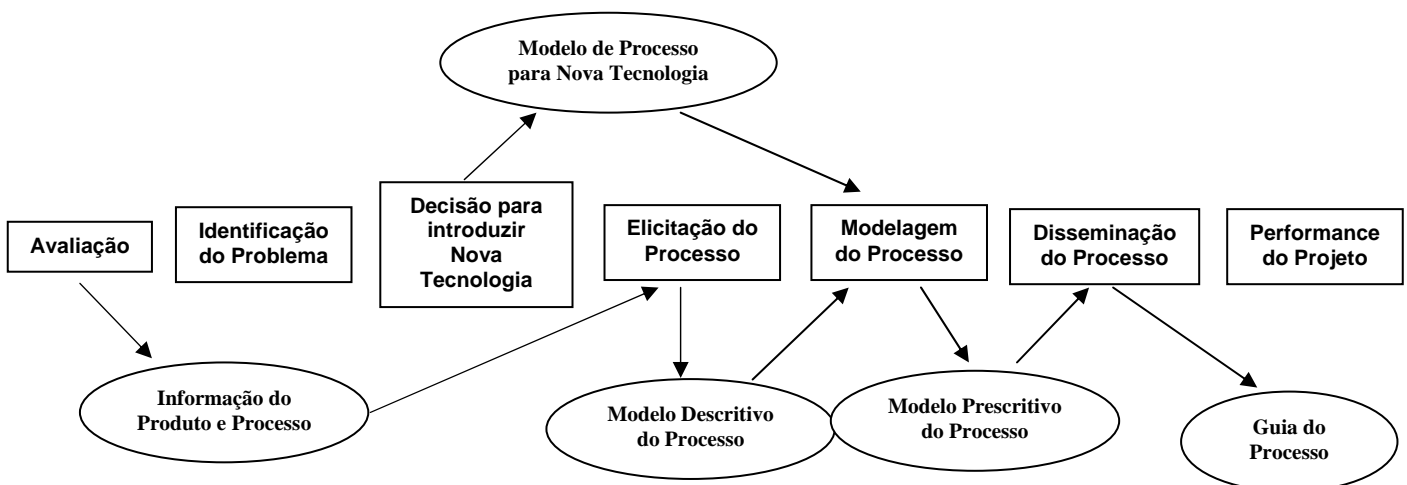 Modelo de Processo
para Nova Tecnologia
Avaliação
Identificação
do Problema
Decisão para
introduzir
Nova
Tecnologia
Elicitação do
Processo
Modelagem
do Processo
Disseminação
do Processo
Performance
do Projeto
Informação do
Produto e Processo
Modelo Descritivo
do Processo
Modelo Prescritivo
do Processo
Guia do
Processo